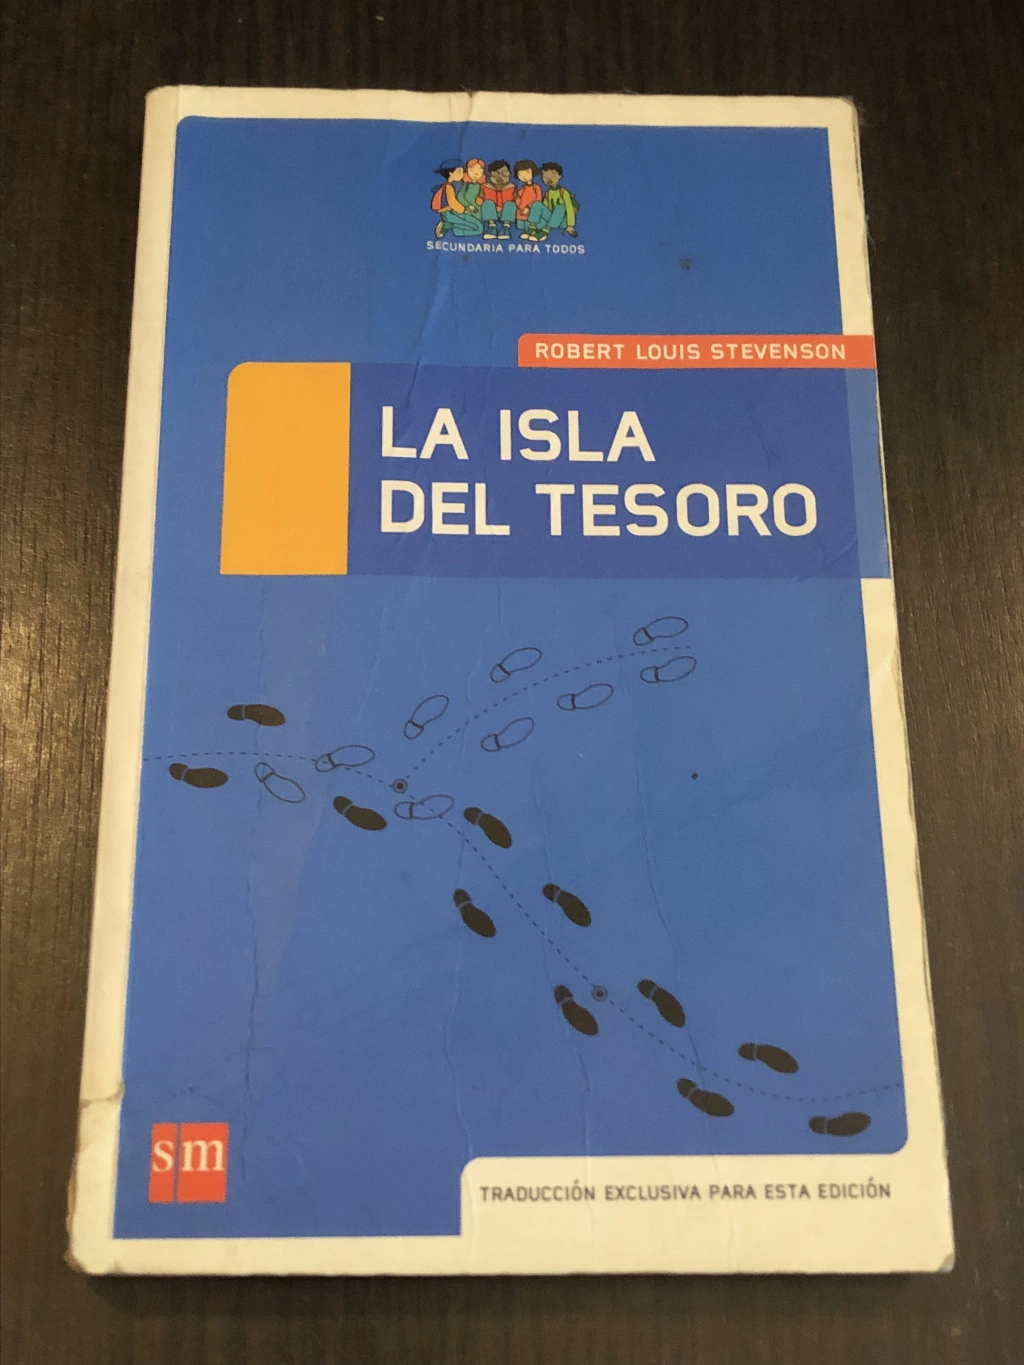 SECUNDARIA PARA TODOS
ROBERT LOUIS STEVENSON
LA ISLA
DEL TESORO
sm
TRADUCCIÓN EXCLUSIVA PARA ESTA EDICIÓN